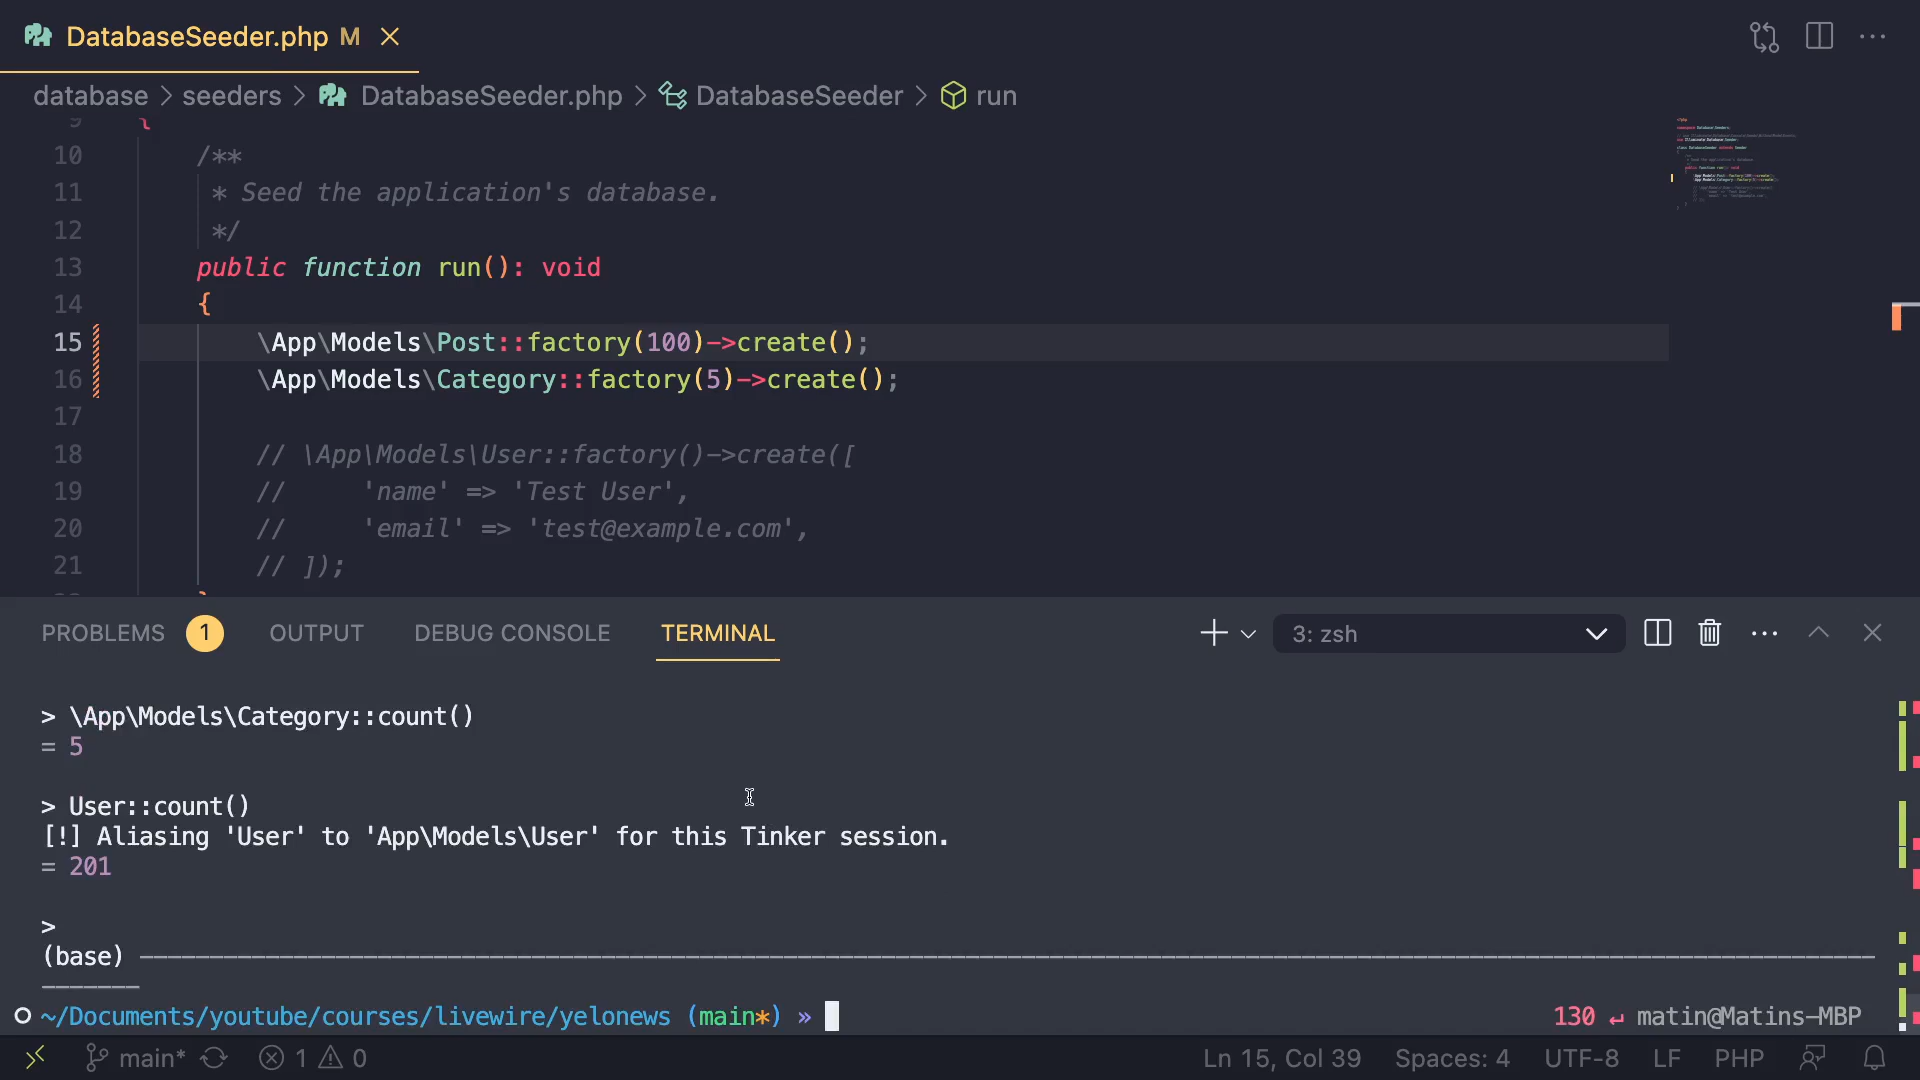 DatabaseSeeder.php M
database > seeders > DatabaseSeeder.php > DatabaseSeeder > run
9 {
10 /**
11 * Seed the application's database.
12 */
13 public function run(): void
14 {
15 \App\Models\Post::factory(100)->create();
16 \App\Models\Category::factory(5)->create();
17
18 // \App\Models\User::factory()->create([
19 // 'name' => 'Test User',
20 // 'email' => 'test@example.com',
21 // ]);
PROBLEMS 1 OUTPUT DEBUG CONSOLE TERMINAL 3: zsh
> \App\Models\Category::count()
= 5
> User::count()
[!] Aliasing 'User' to 'App\Models\User' for this Tinker session.
= 201
>
(base)
~/Documents/youtube/courses/livewire/yelonews (main*) » 130 ↵ matin@Matins-MBP
main* 1 0 Ln 15, Col 39 Spaces: 4 UTF-8 LF PHP